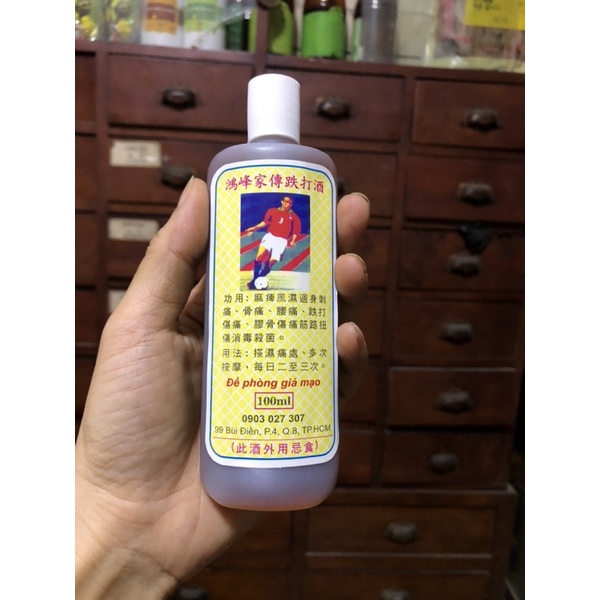 鴻峰家傳跌打酒
3
功用：麻痺風濕週身刺
痛、骨痛、腰痛、跌打
傷痛、膠骨傷痛筋路扭
傷消毒殺菌。
用法：搽濕痛處、多次
按摩，每日二至三次。
Đề phòng giả mạo
100ml
0903 027 307
99 Bùi Điền, P.4, Q.8, TP.HCM
（此酒外用忌食）